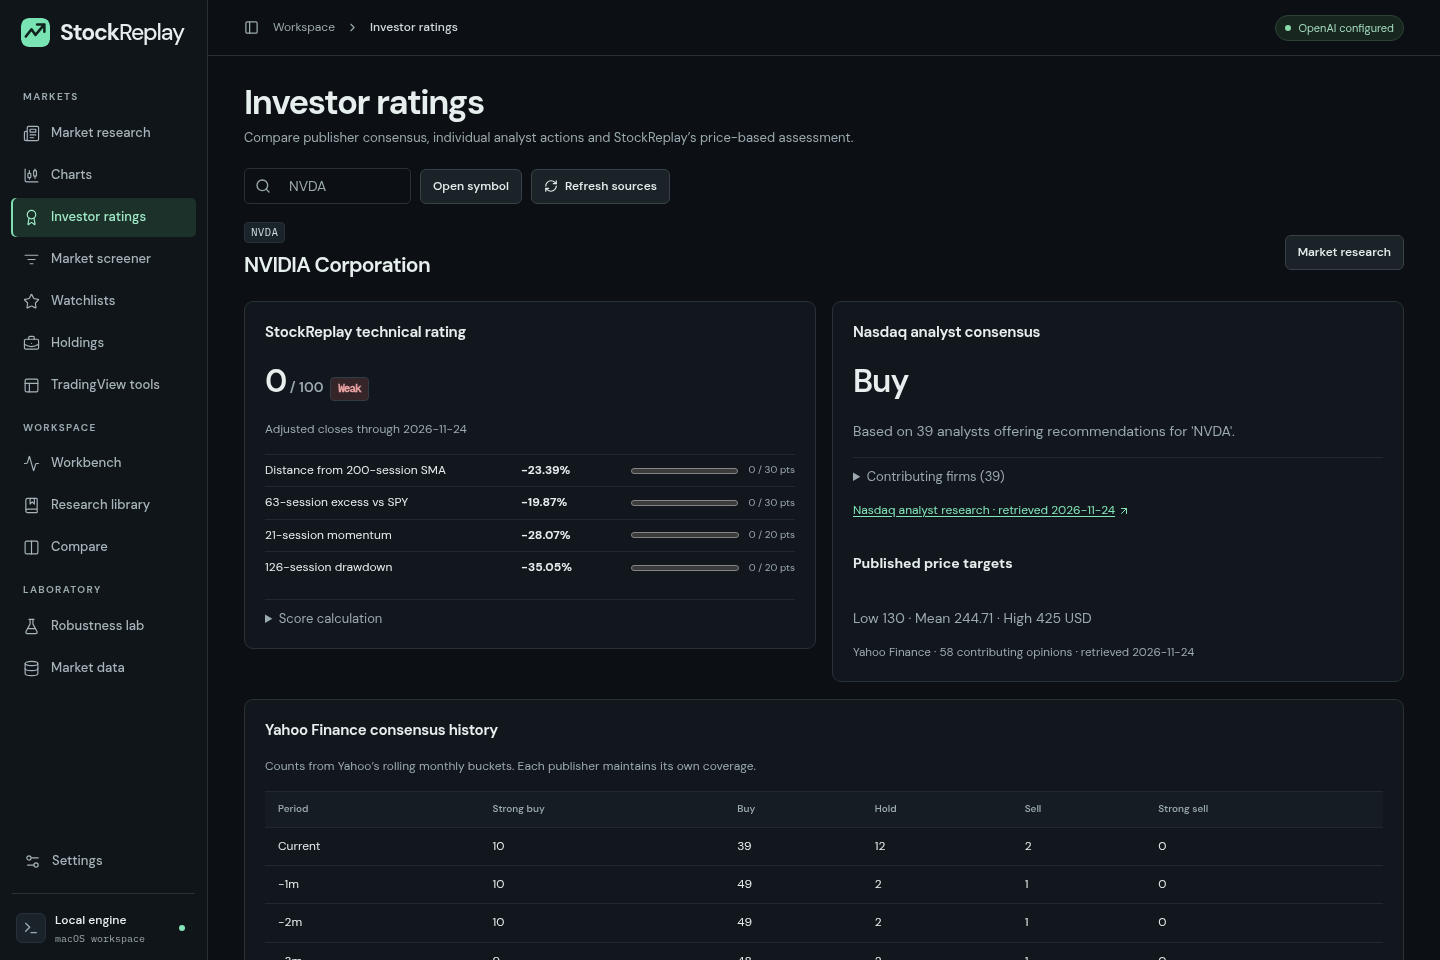 StockReplay
Workspace > Investor ratings
OpenAI configured
MARKETS
Market research
Charts
Investor ratings
Market screener
Watchlists
Holdings
TradingView tools
WORKSPACE
Workbench
Research library
Compare
LABORATORY
Robustness lab
Market data
Settings
Local engine
macOS workspace
Investor ratings
Compare publisher consensus, individual analyst actions and StockReplay's price-based assessment.
NVDA
Open symbol
Refresh sources
NVDA
NVIDIA Corporation
Market research
StockReplay technical rating
0 / 100 Weak
Adjusted closes through 2026-11-24
Distance from 200-session SMA -23.39% 0 / 30 pts
63-session excess vs SPY -19.87% 0 / 30 pts
21-session momentum -28.07% 0 / 20 pts
126-session drawdown -35.05% 0 / 20 pts
Score calculation
Nasdaq analyst consensus
Buy
Based on 39 analysts offering recommendations for 'NVDA'.
Contributing firms (39)
Nasdaq analyst research · retrieved 2026-11-24
Published price targets
Low 130 · Mean 244.71 · High 425 USD
Yahoo Finance · 58 contributing opinions · retrieved 2026-11-24
Yahoo Finance consensus history
Counts from Yahoo's rolling monthly buckets. Each publisher maintains its own coverage.
Period Strong buy Buy Hold Sell Strong sell
Current 10 39 12 2 0
-1m 10 49 2 1 0
-2m 10 49 2 1 0